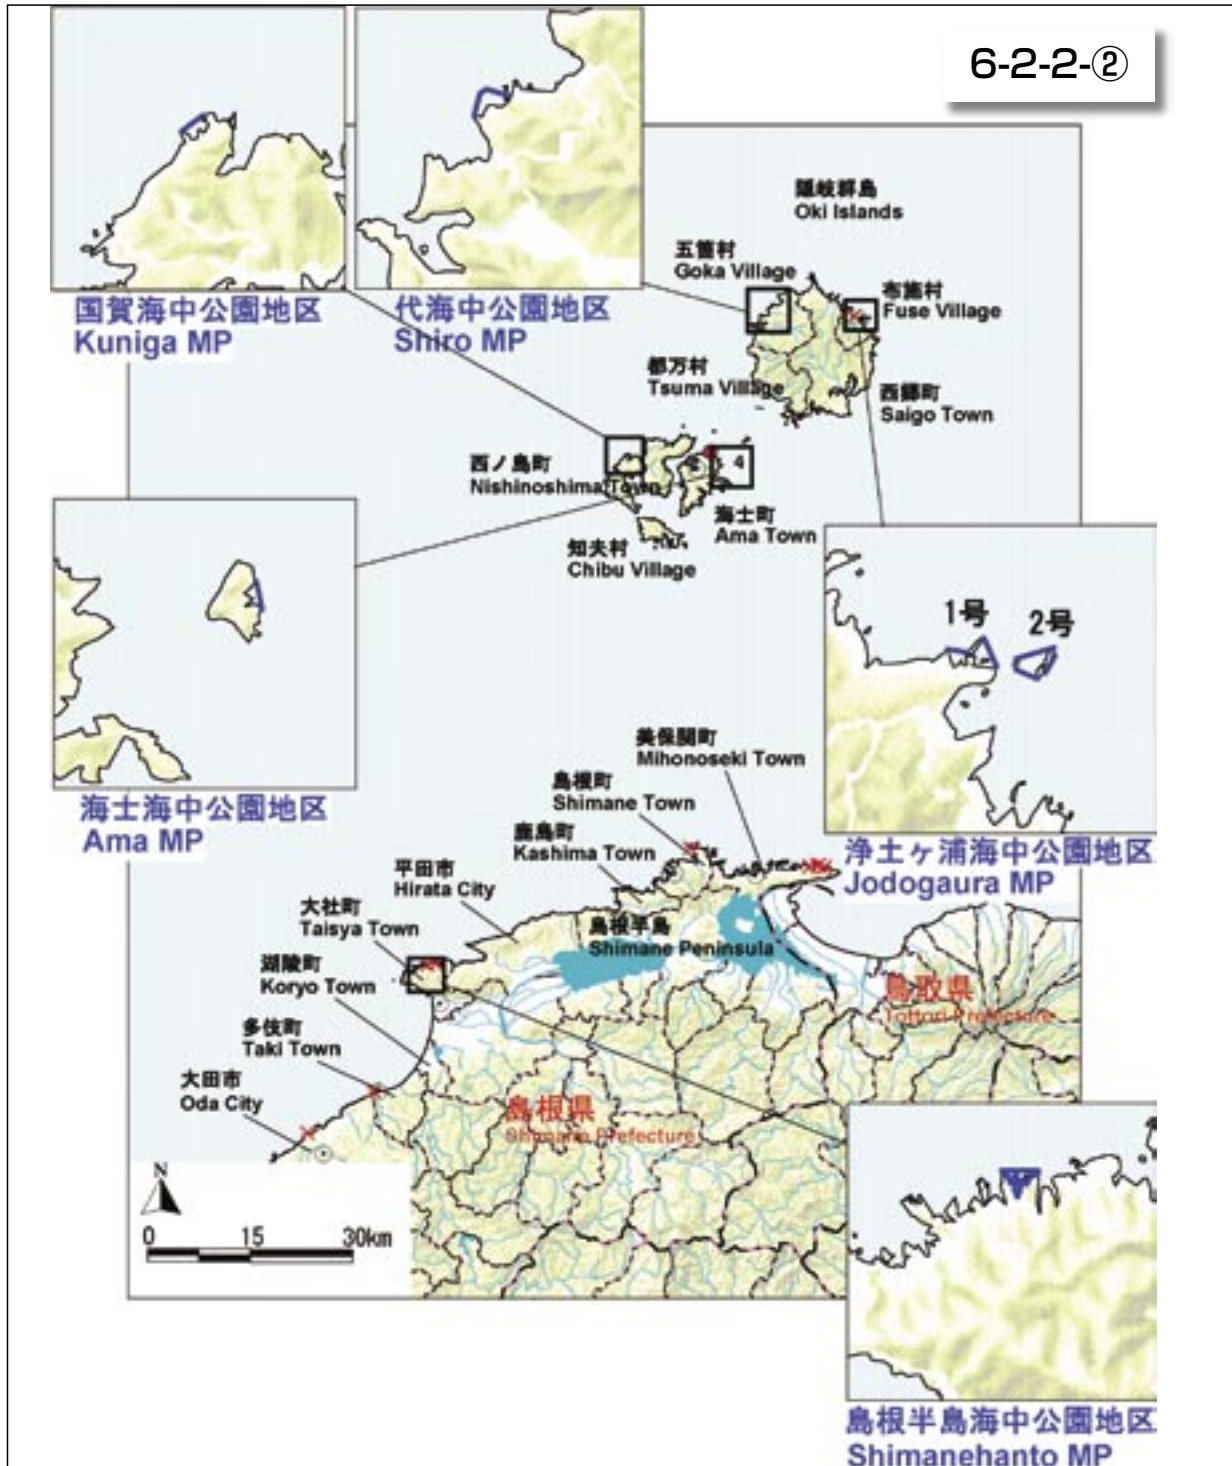 6-2-2-②
国賀海中公園地区
Kuniga MP
代海中公園地区
Shiro MP
隠岐群島
Oki Islands
五箇村
Goka Village
布施村
Fuse Village
都万村
Tsuma Village
西郷町
Saigo Town
西ノ島町
Nishinoshima Town
4
海士町
Ama Town
知夫村
Chibu Village
海士海中公園地区
Ama MP
1号
2号
浄土ヶ浦海中公園地区
Jodogaura MP
美保関町
Mihonoseki Town
島根町
Shimane Town
鹿島町
Kashima Town
平田市
Hirata City
大社町
Taisya Town
島根半島
Shimane Peninsula
湖陵町
Koryo Town
鳥取県
Tottori Prefecture
多伎町
Taki Town
大田市
Oda City
島根県
Shimane Prefecture
N
0 15 30km
島根半島海中公園地区
Shimanehanto MP